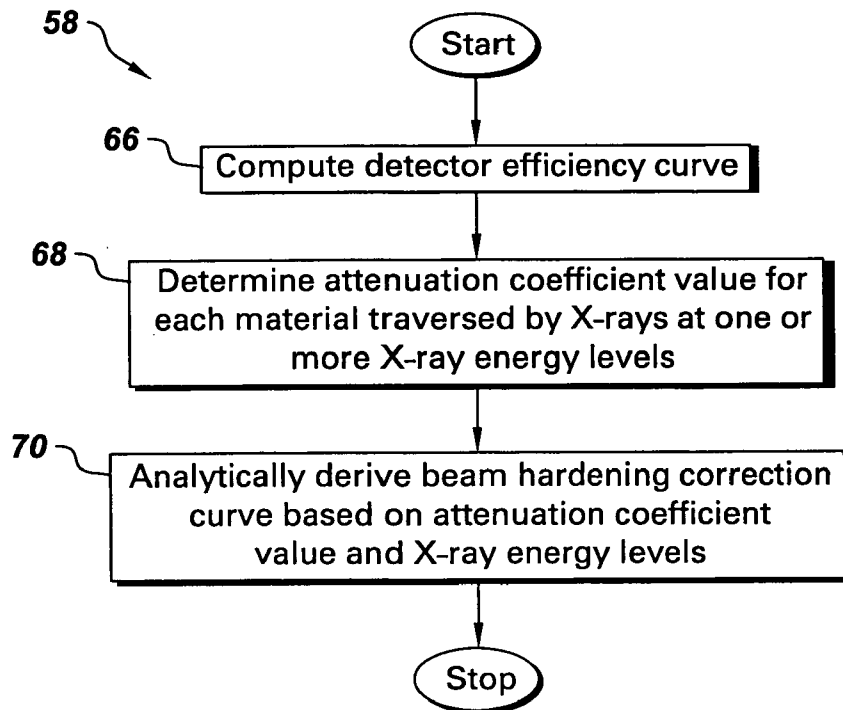 58
Start
66
Compute detector efficiency curve
68
Determine attenuation coefficient value for
each material traversed by X-rays at one or
more X-ray energy levels
70
Analytically derive beam hardening correction
curve based on attenuation coefficient
value and X-ray energy levels
Stop